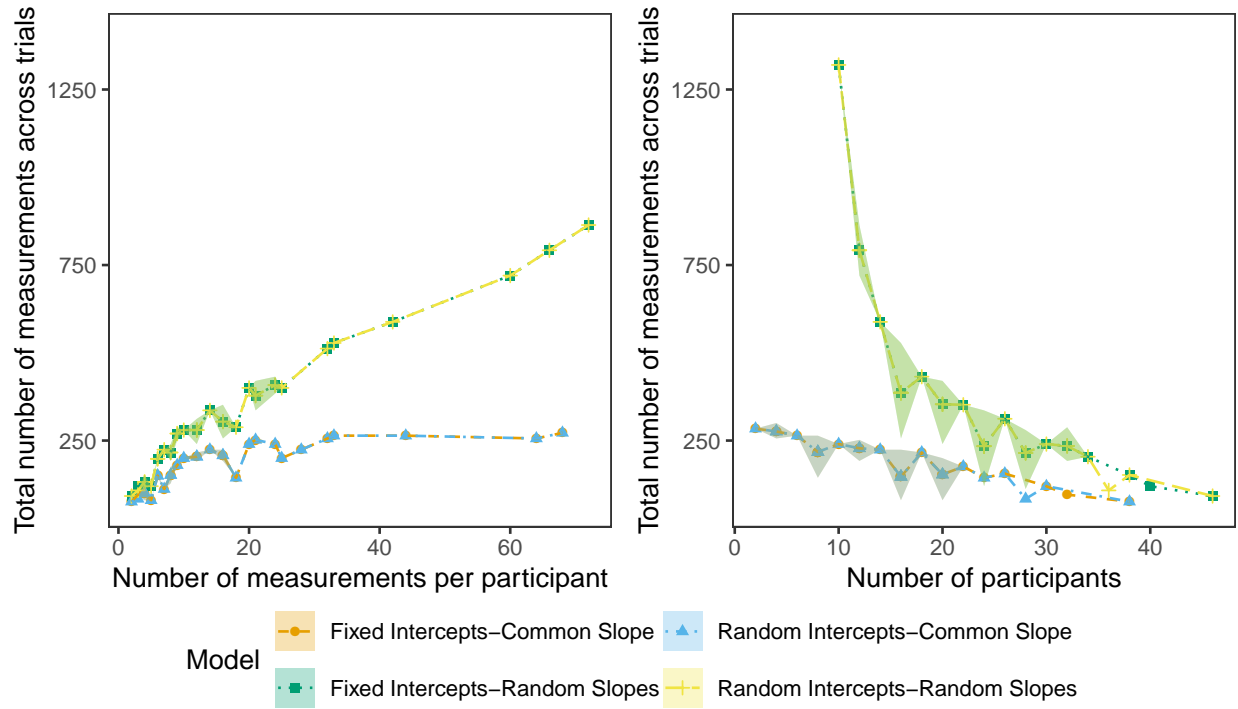 Total number of measurements across trials
1250
750
250
0
20
40
60
Number of measurements per participant
Total number of measurements across trials
1250
750
250
0
10
20
30
40
Number of participants
Model
Fixed Intercepts−Common Slope
Random Intercepts−Common Slope
Fixed Intercepts−Random Slopes
Random Intercepts−Random Slopes